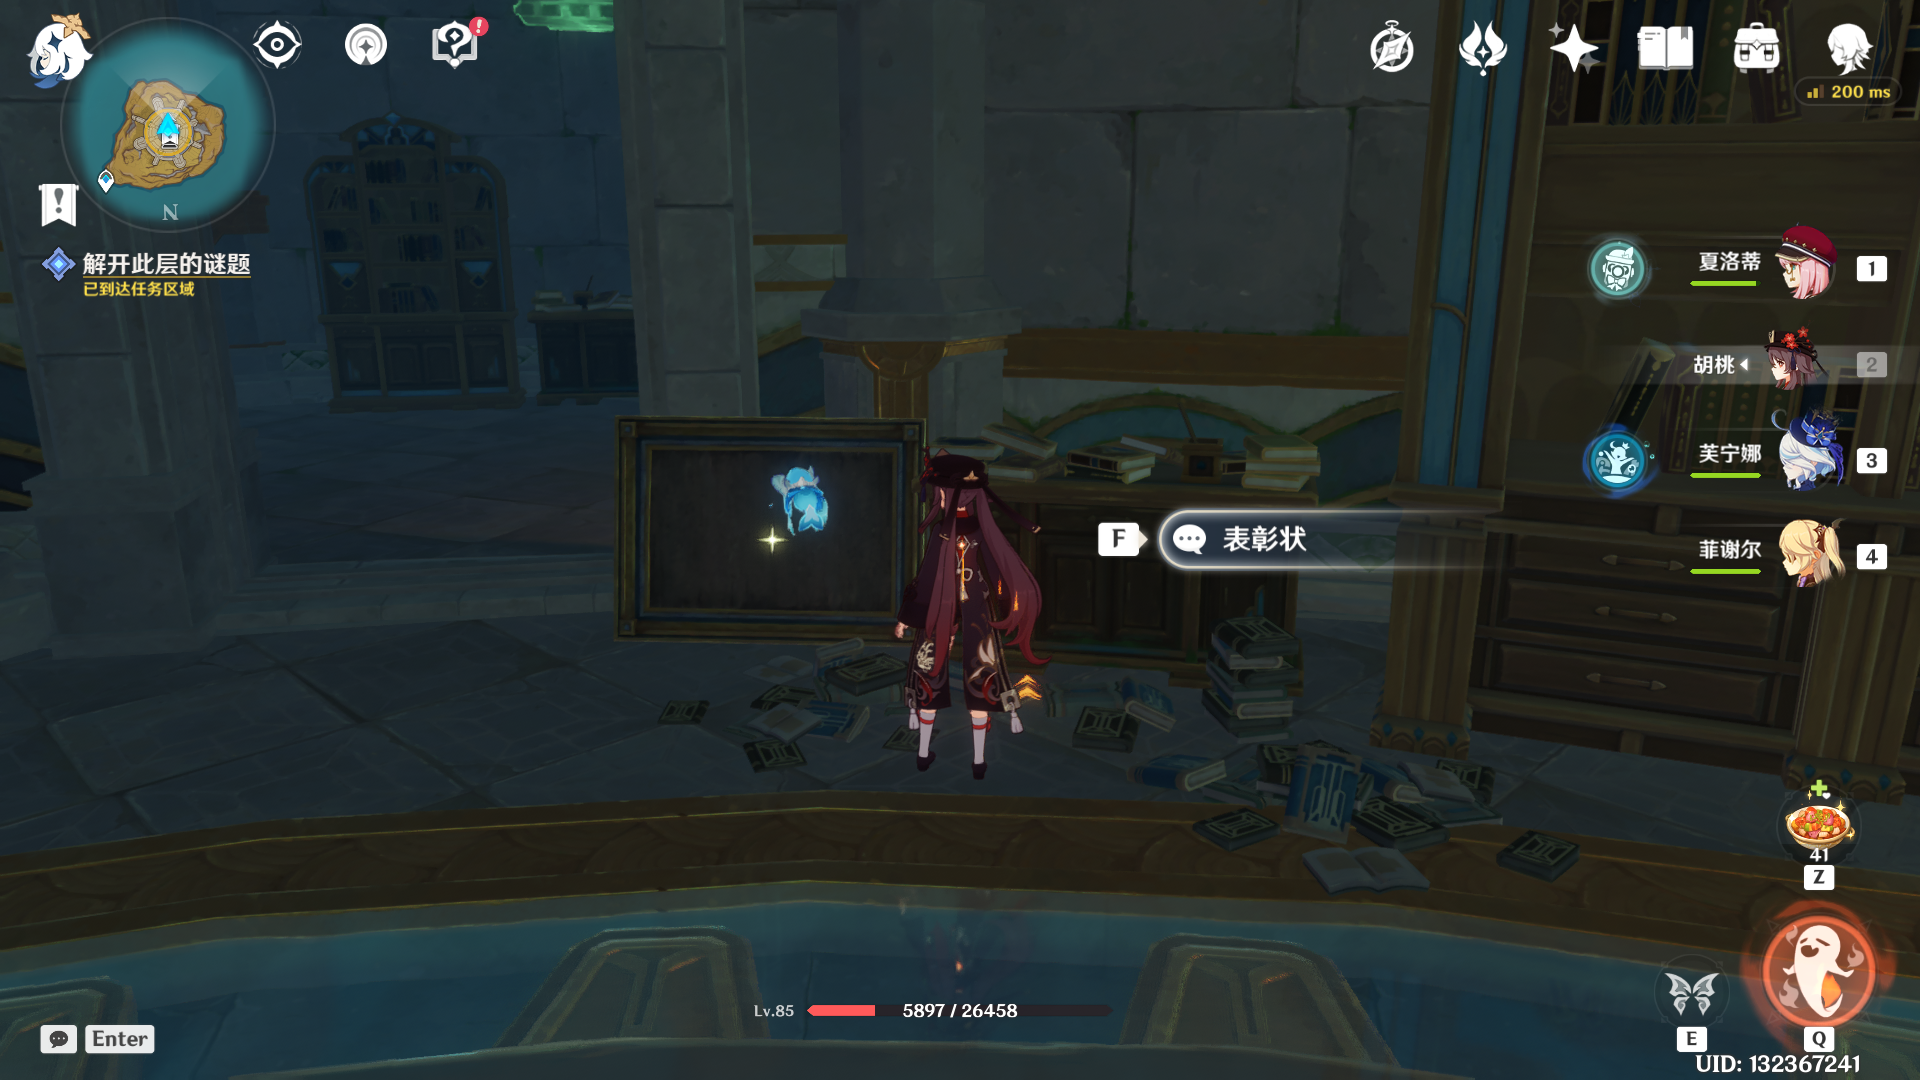 200 ms
N
解开此层的谜题
已到达任务区域
夏洛蒂
1
胡桃
2
芙宁娜
3
菲谢尔
4
F
表彰状
41
Z
Lv.85
5897 / 26458
Enter
E
Q
UID: 132367241